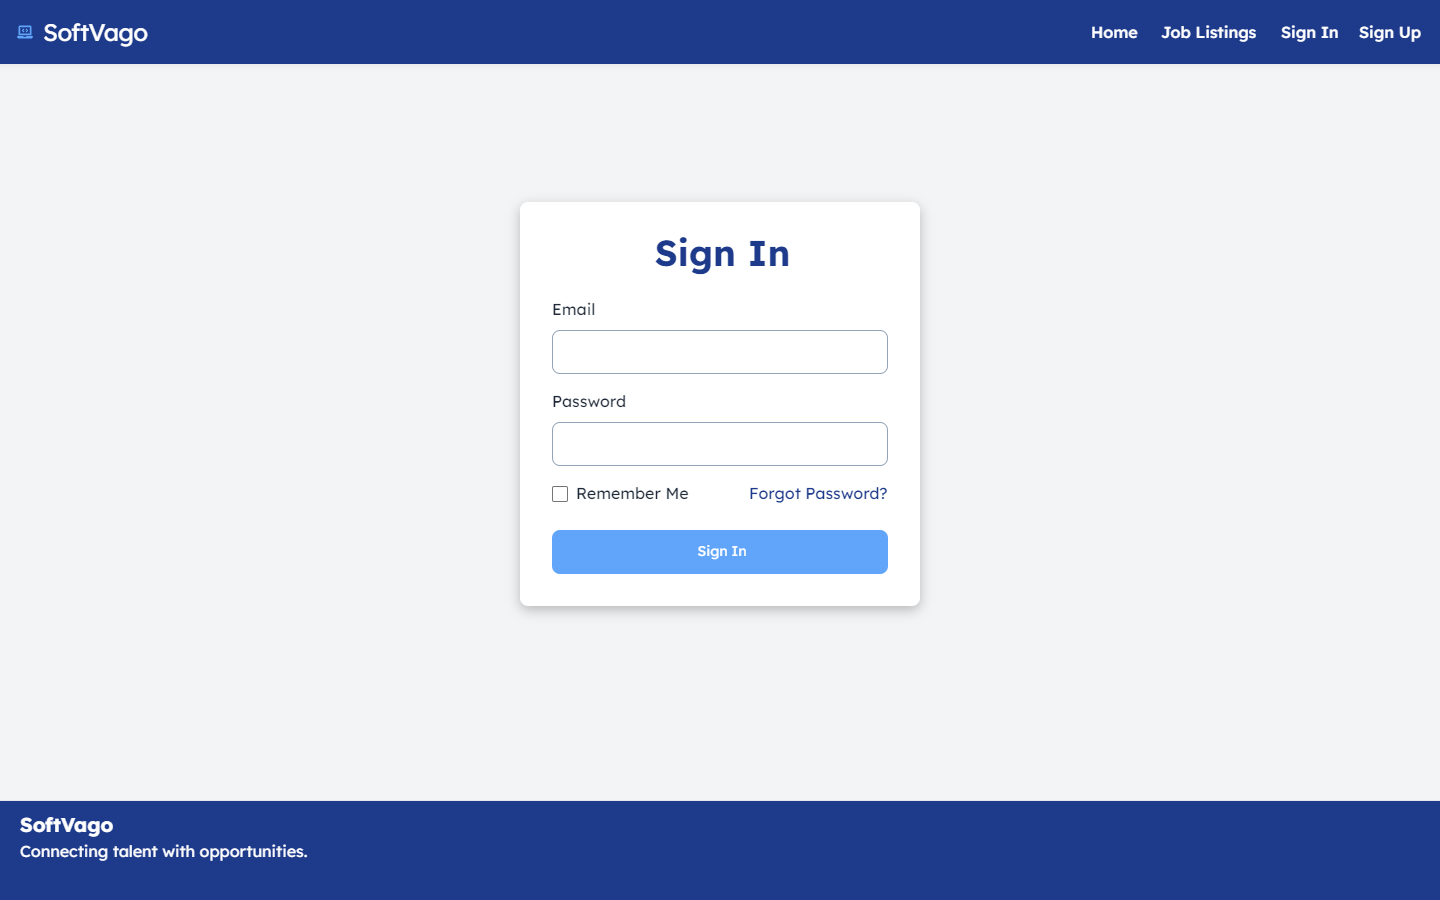 SoftVago
Home Job Listings Sign In Sign Up
Sign In
Email
Password
Remember Me Forgot Password?
Sign In
SoftVago
Connecting talent with opportunities.